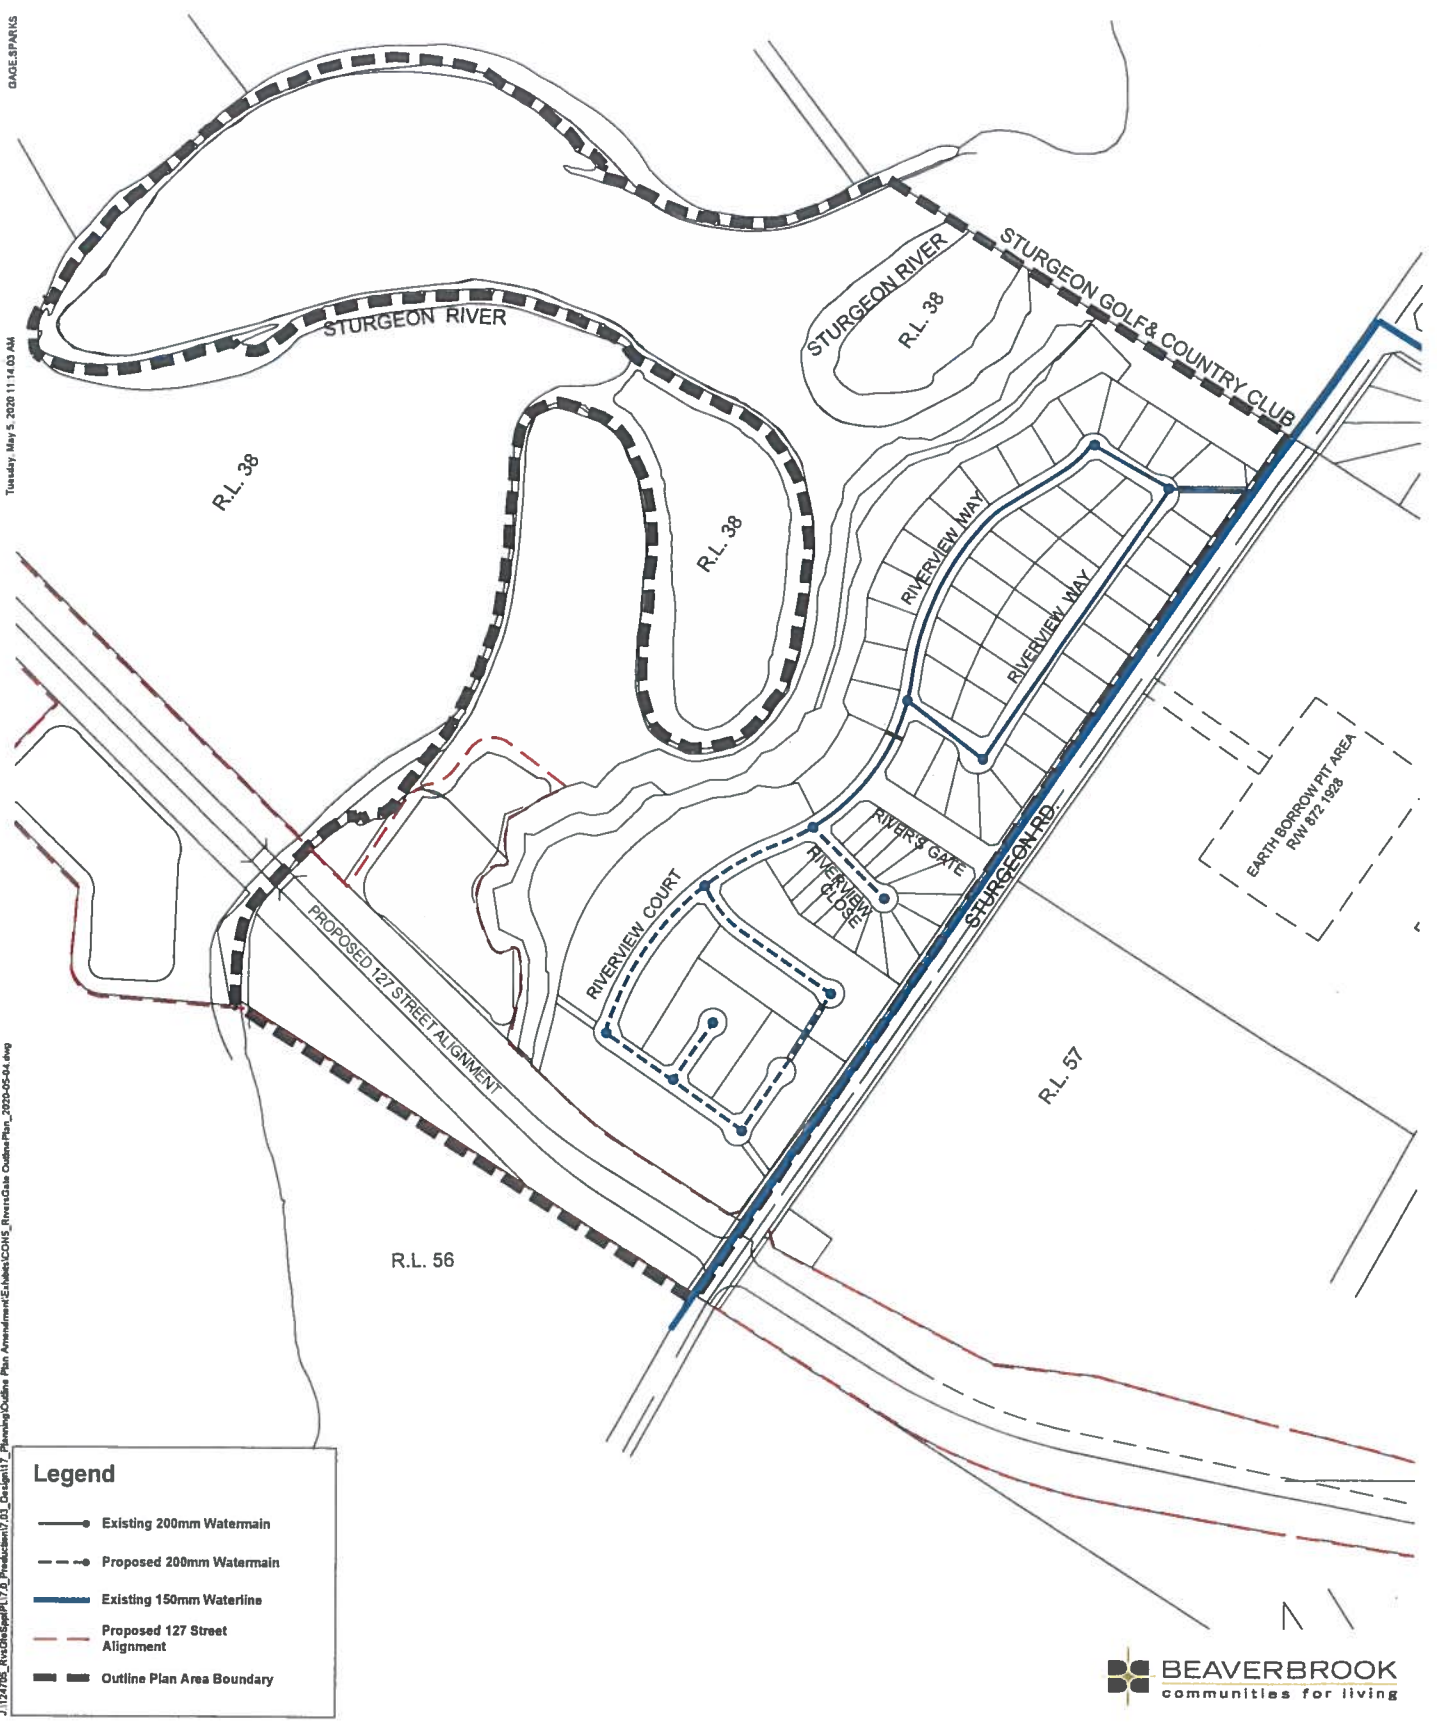 GAGE.SPARKS
Tuesday, May 5, 2020 11:14:03 AM
STURGEON RIVER
STURGEON RIVER
R.L. 38
STURGEON GOLF & COUNTRY CLUB
R.L. 38
R.L. 38
RIVERVIEW WAY
RIVERVIEW WAY
EARTH BORROW PIT AREA
R/W 872 1928
RIVER'S GATE
RIVERVIEW
CLOSE
STURGEON RD.
RIVERVIEW COURT
PROPOSED 127 STREET ALIGNMENT
R.L. 57
R.L. 56
Legend
Existing 200mm Watermain
Proposed 200mm Watermain
Existing 150mm Waterline
Proposed 127 Street
Alignment
Outline Plan Area Boundary
BEAVERBROOK
communities for living